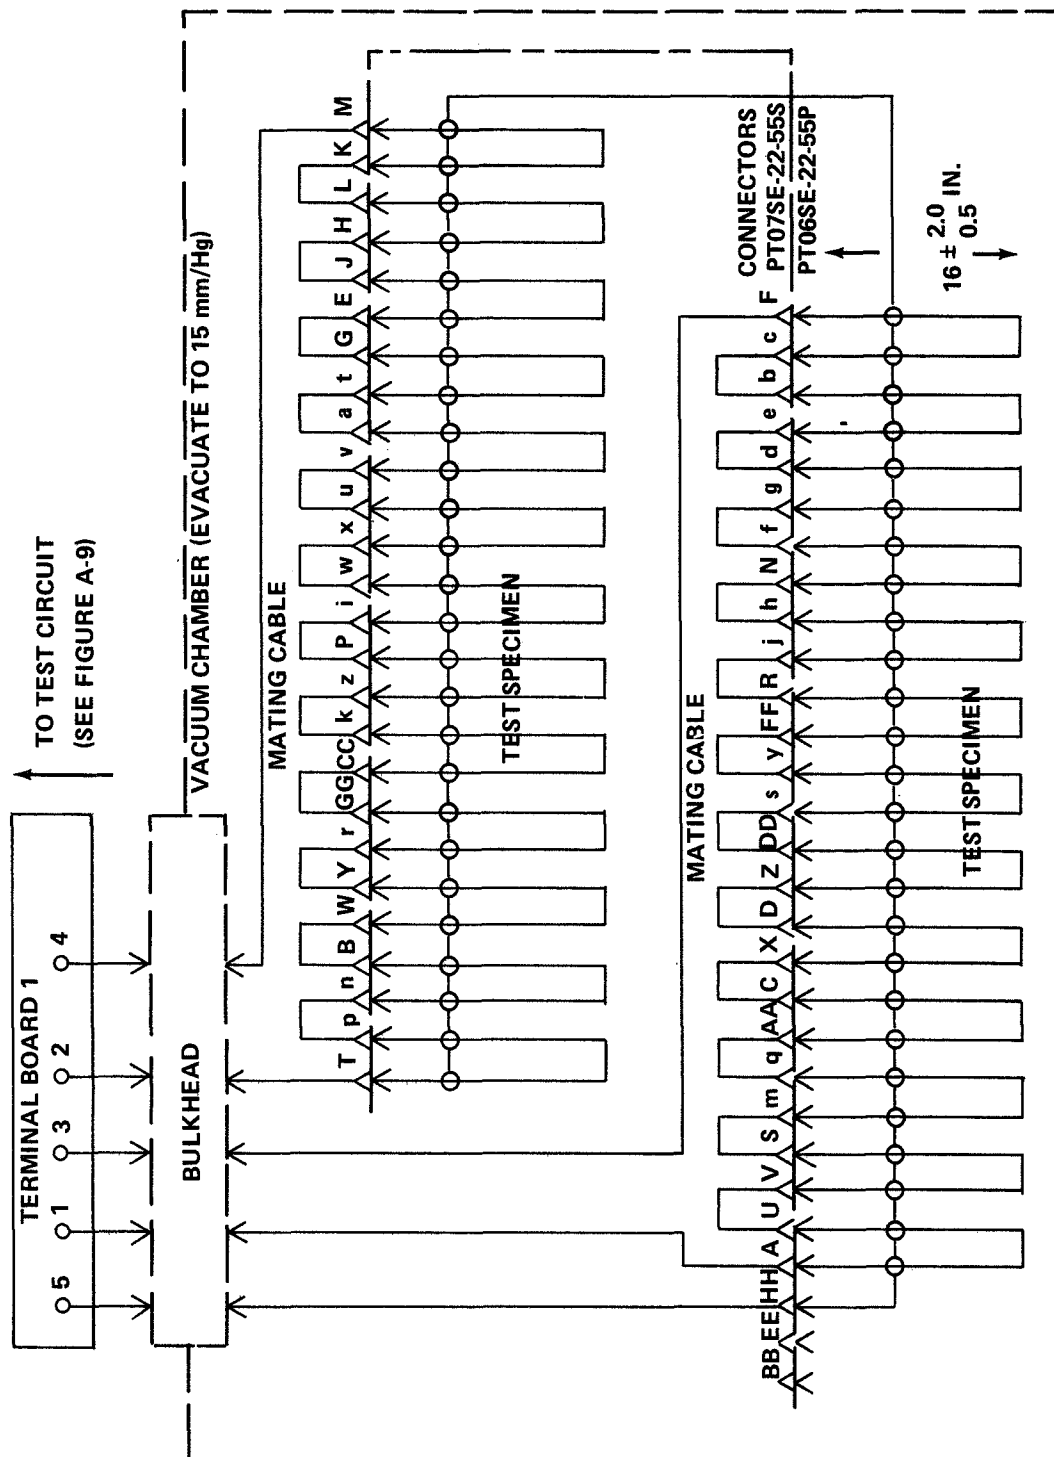 TO TEST CIRCUIT
(SEE FIGURE A-9)
TERMINAL BOARD 1
5 1 3 2 4
BULKHEAD
VACUUM CHAMBER (EVACUATE TO 15 mm/Hg)
MATING CABLE
T p n B W Y r GG CC k z P i w x u v a t G E J H L K M
TEST SPECIMEN
CONNECTORS
PT07SE-22-55S
PT06SE-22-55P
MATING CABLE
BB EE HH A U V S m q AA C X D Z DD s y FF R j h N f g d e b c F
16 ± 2.0 IN.
0.5
TEST SPECIMEN